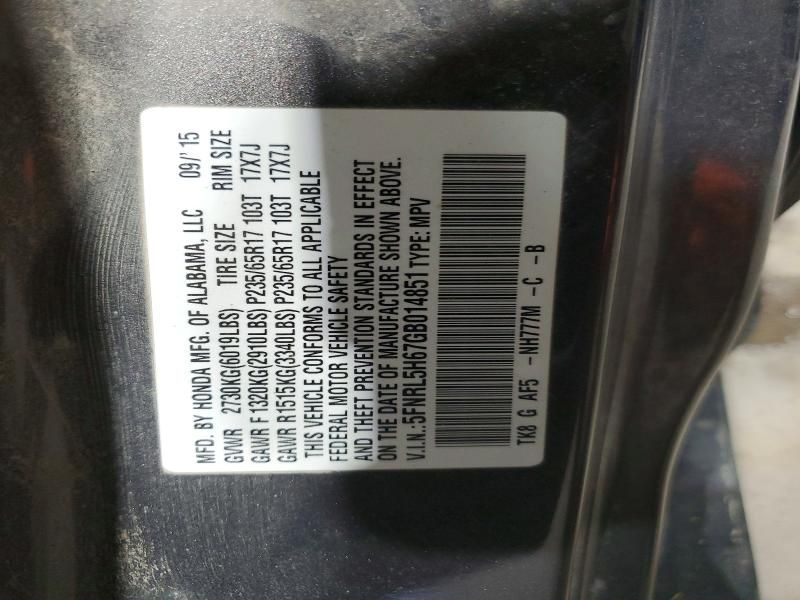 MFD. BY HONDA MFG. OF ALABAMA, LLC 09/'15
GVWR 2730KG(6019LBS) TIRE SIZE RIM SIZE
GAWR F 1320KG(2910LBS) P235/65R17 103T 17X7J
GAWR R1515KG(3340LBS) P235/65R17 103T 17X7J
THIS VEHICLE CONFORMS TO ALL APPLICABLE
FEDERAL MOTOR VEHICLE SAFETY
AND THEFT PREVENTION STANDARDS IN EFFECT
ON THE DATE OF MANUFACTURE SHOWN ABOVE.
V.I.N.:5FNRL5H67GB014851 TYPE: MPV
TK8 G AF5 -NH777M -C -B